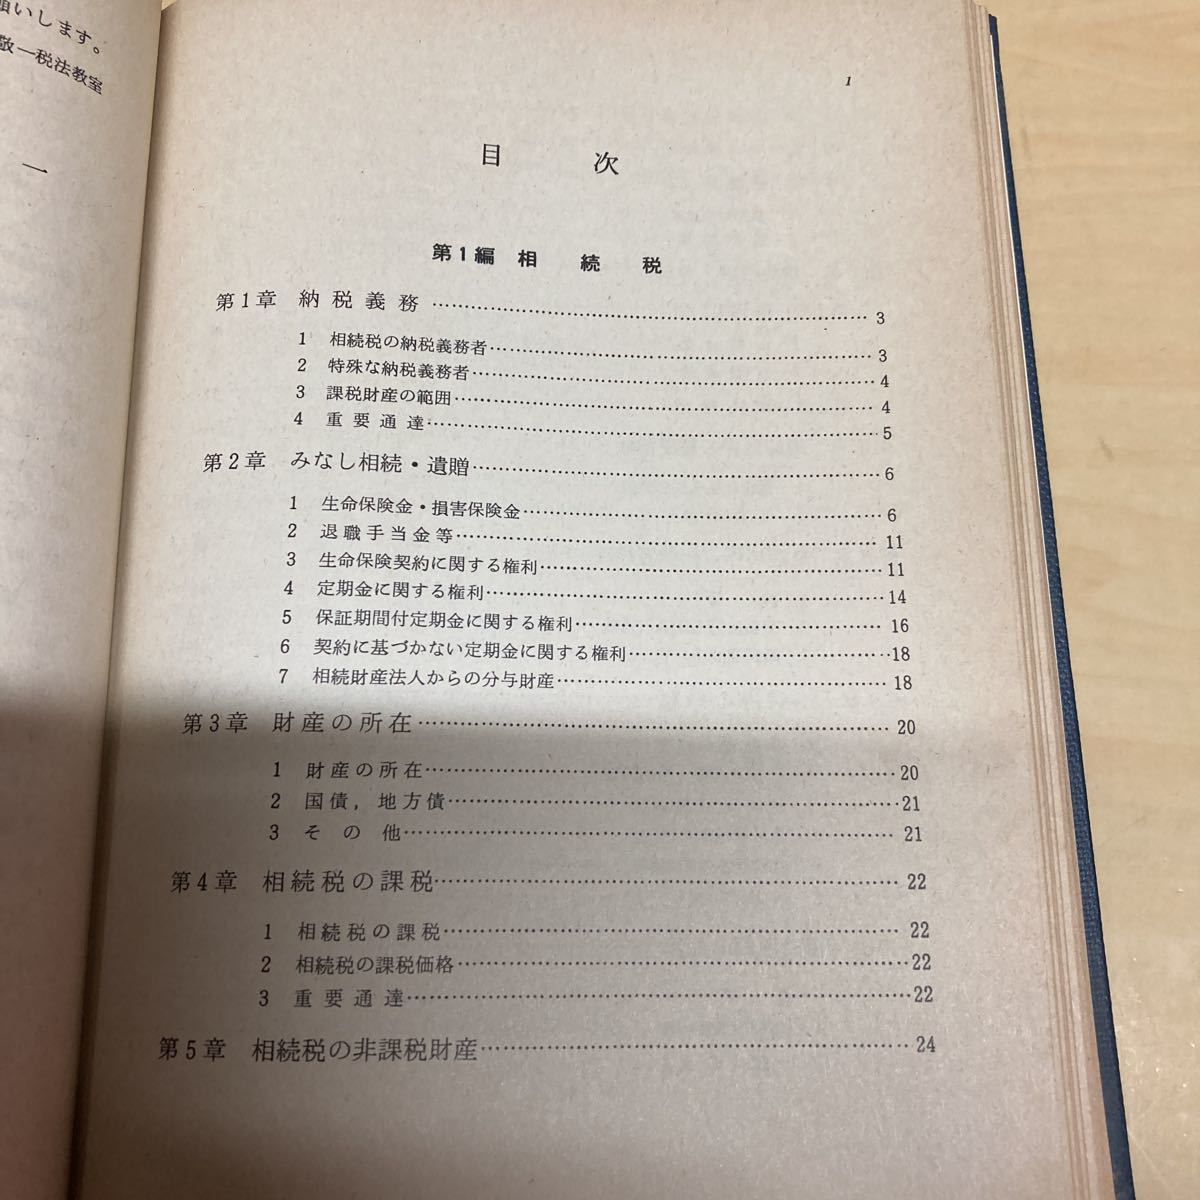 願いします。
敬一税法教室
一
1
目 次
第1編 相 続 税
第1章 納税義務………3
1 相続税の納税義務者………3
2 特殊な納税義務者………4
3 課税財産の範囲………4
4 重要通達………5
第2章 みなし相続・遺贈………6
1 生命保険金・損害保険金………6
2 退職手当金等………11
3 生命保険契約に関する権利………11
4 定期金に関する権利………14
5 保証期間付定期金に関する権利………16
6 契約に基づかない定期金に関する権利………18
7 相続財産法人からの分与財産………18
第3章 財産の所在………20
1 財産の所在………20
2 国債，地方債………21
3 その他………21
第4章 相続税の課税………22
1 相続税の課税………22
2 相続税の課税価格………22
3 重要通達………22
第5章 相続税の非課税財産………24